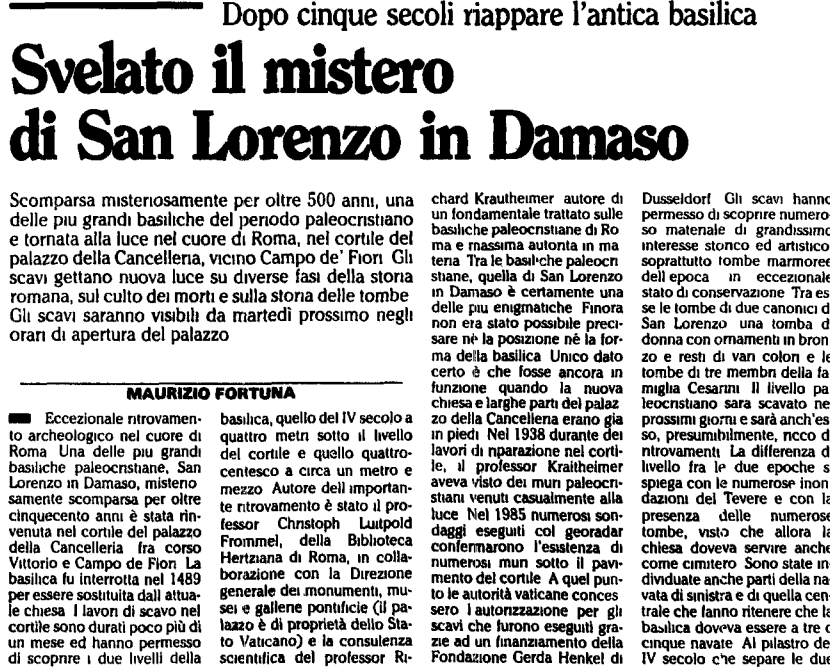 Dopo cinque secoli riappare l'antica basilica
Svelato il mistero
di San Lorenzo in Damaso
Scomparsa misteriosamente per oltre 500 anni, una
delle piu grandi basiliche del periodo paleocristiano
e tornata alla luce nel cuore di Roma, nel cortile del
palazzo della Cancelleria, vicino Campo de' Fiori Gli
scavi gettano nuova luce su diverse fasi della storia
romana, sul culto dei morti e sulla storia delle tombe
Gli scavi saranno visibili da martedì prossimo negli
orari di apertura del palazzo
MAURIZIO FORTUNA
Eccezionale ritrovamen-
to archeologico nel cuore di
Roma Una delle piu grandi
basiliche paleocristiane, San
Lorenzo in Damaso, misterio
samente scomparsa per oltre
cinquecento anni è stata rin-
venuta nel cortile del palazzo
della Cancelleria fra corso
Vittorio e Campo de Fiori La
basilica fu interrotta nel 1489
per essere sostituita dall attua-
le chiesa I lavori di scavo nel
cortile sono durati poco più di
un mese ed hanno permesso
di scoprire i due livelli della
basilica, quello del IV secolo a
quattro metri sotto il livello
del cortile e quello quattro-
centesco a circa un metro e
mezzo Autore dell importan-
te ritrovamento è stato il pro-
fessor Christoph Luitpold
Frommel, della Biblioteca
Hertziana di Roma, in colla-
borazione con la Direzione
generale dei monumenti, mu-
sei e gallerie pontificie (il pa-
lazzo è di proprietà dello Sta-
to Vaticano) e la consulenza
scientifica del professor Ri-
chard Krautheimer autore di
un fondamentale trattato sulle
basiliche paleocristiane di Ro
ma e massima autorita in ma
teria Tra le basiliche paleocri
stiane, quella di San Lorenzo
in Damaso è certamente una
delle piu enigmatiche Finora
non era stato possibile preci-
sare nè la posizione nè la for-
ma della basilica Unico dato
certo è che fosse ancora in
funzione quando la nuova
chiesa e larghe parti del palaz
zo della Cancelleria erano gia
in piedi Nel 1938 durante dei
lavori di riparazione nel corti-
le, il professor Kraitheimer
aveva visto dei muri paleocri-
stiani venuti casualmente alla
luce Nel 1985 numerosi son-
daggi eseguiti col georadar
confermarono l'esistenza di
numerosi muri sotto il pavi-
mento del cortile A quel pun-
to le autorità vaticane conces
sero l autorizzazione per gli
scavi che furono eseguiti gra-
zie ad un finanziamento della
Fondazione Gerda Henkel di
Dusseldorf Gli scavi hanno
permesso di scoprire numero-
so materiale di grandissimo
interesse storico ed artistico
soprattutto tombe marmoree
dell epoca in eccezionale
stato di conservazione Tra es
se le tombe di due canonici di
San Lorenzo una tomba di
donna con ornamenti in bron
zo e resti di vari colori e le
tombe di tre membri della fa
miglia Cesarini Il livello pa
leocristiano sara scavato nei
prossimi giorni e sarà anch'es
so, presumibilmente, ricco di
ritrovamenti La differenza di
livello fra le due epoche si
spiega con le numerose inon
dazioni del Tevere e con la
presenza delle numerose
tombe, visto che allora la
chiesa doveva servire anche
come cimitero Sono state in-
dividuate anche parti della na-
vata di sinistra e di quella cen-
trale che fanno ritenere che la
basilica doveva essere a tre o
cinque navate Al pilastro del
IV secolo che separe le due